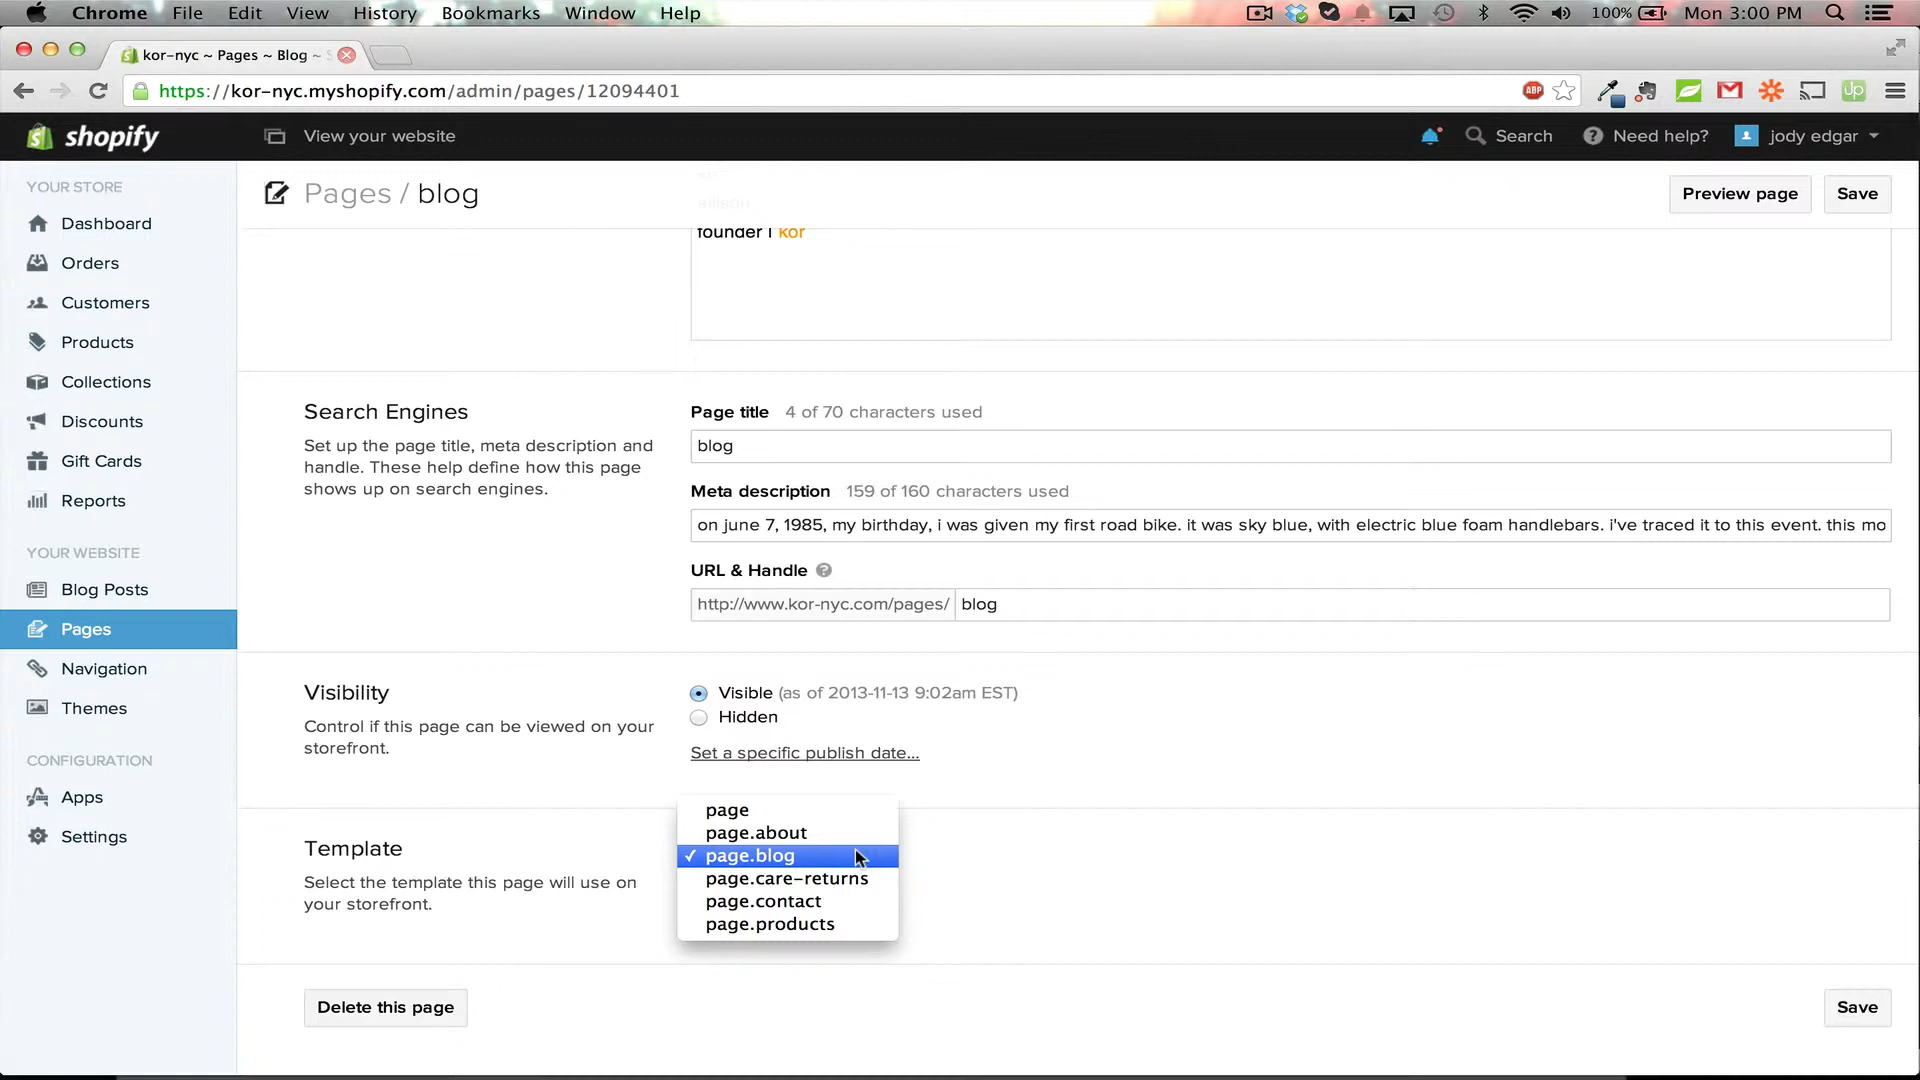 Chrome File Edit View History Bookmarks Window Help 100% Mon 3:00 PM
kor-nyc ~ Pages ~ Blog ~
https://kor-nyc.myshopify.com/admin/pages/12094401 ABP Up
shopify View your website Search Need help? jody edgar
YOUR STORE
Dashboard
Orders
Customers
Products
Collections
Discounts
Gift Cards
Reports
YOUR WEBSITE
Blog Posts
Pages
Navigation
Themes
CONFIGURATION
Apps
Settings
Pages / blog Preview page Save
founder | kor
Search Engines
Set up the page title, meta description and
handle. These help define how this page
shows up on search engines.
Page title 4 of 70 characters used
blog
Meta description 159 of 160 characters used
on june 7, 1985, my birthday, i was given my first road bike. it was sky blue, with electric blue foam handlebars. i've traced it to this event. this mo
URL & Handle
http://www.kor-nyc.com/pages/ blog
Visibility
Control if this page can be viewed on your
storefront.
Visible (as of 2013-11-13 9:02am EST)
Hidden
Set a specific publish date...
Template
Select the template this page will use on
your storefront.
page
page.about
✓ page.blog
page.care-returns
page.contact
page.products
Delete this page Save